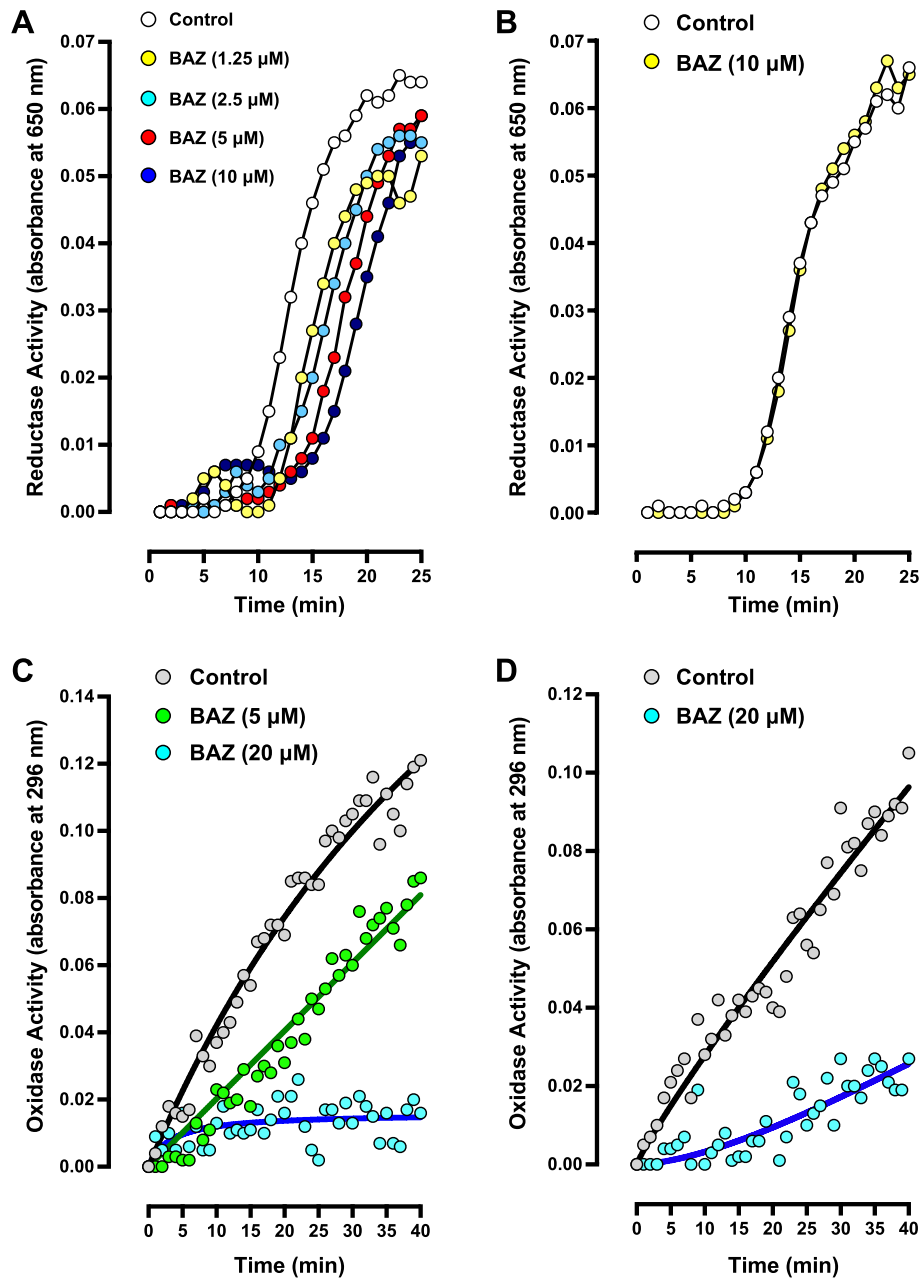 A
Control
BAZ (1.25 µM)
BAZ (2.5 µM)
BAZ (5 µM)
BAZ (10 µM)
Reductase Activity (absorbance at 650 nm)
0.07
0.06
0.05
0.04
0.03
0.02
0.01
0.00
0 5 10 15 20 25
Time (min)
B
Control
BAZ (10 µM)
Reductase Activity (absorbance at 650 nm)
0.07
0.06
0.05
0.04
0.03
0.02
0.01
0.00
0 5 10 15 20 25
Time (min)
C
Control
BAZ (5 µM)
BAZ (20 µM)
Oxidase Activity (absorbance at 296 nm)
0.14
0.12
0.10
0.08
0.06
0.04
0.02
0.00
0 5 10 15 20 25 30 35 40
Time (min)
D
Control
BAZ (20 µM)
Oxidase Activity (absorbance at 296 nm)
0.12
0.10
0.08
0.06
0.04
0.02
0.00
0 5 10 15 20 25 30 35 40
Time (min)